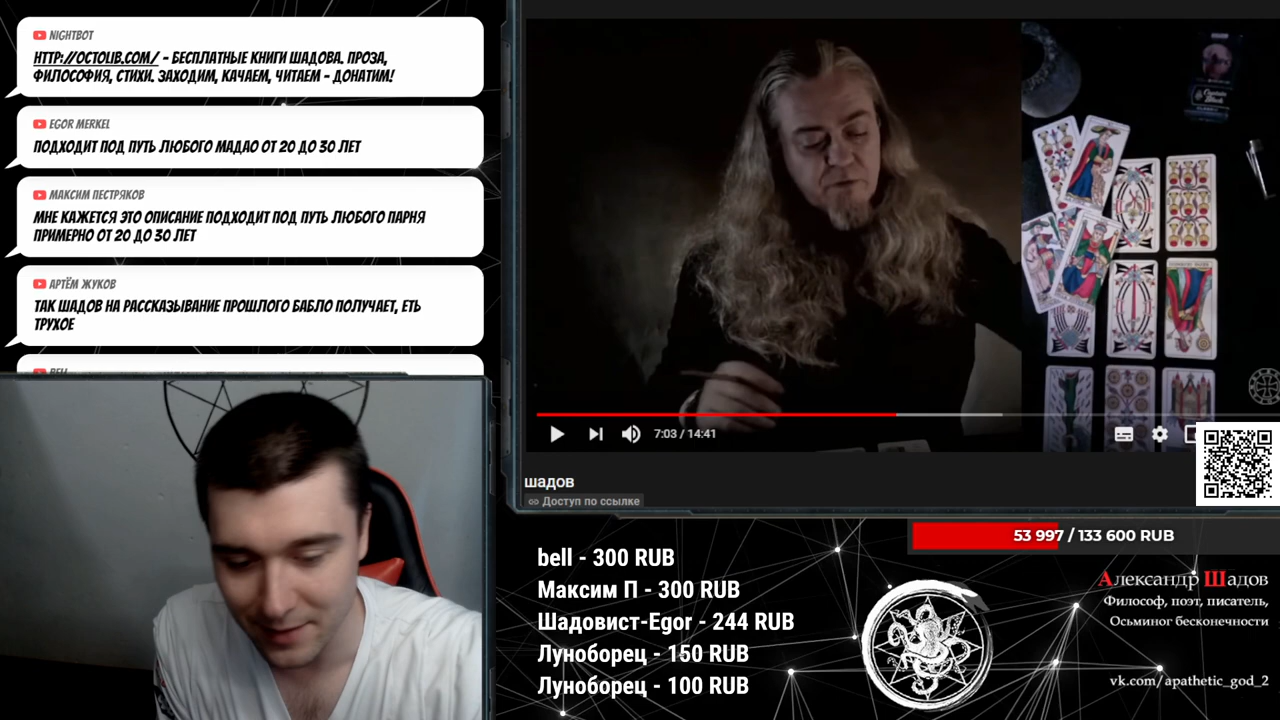 NIGHTBOT
HTTP://OCTOLIB.COM/ - БЕСПЛАТНЫЕ КНИГИ ШАДОВА. ПРОЗА,
ФИЛОСОФИЯ, СТИХИ. ЗАХОДИМ, КАЧАЕМ, ЧИТАЕМ - ДОНАТИМ!
EGOR MERKEL
ПОДХОДИТ ПОД ПУТЬ ЛЮБОГО МАДАО ОТ 20 ДО 30 ЛЕТ
МАКСИМ ПЕСТРЯКОВ
МНЕ КАЖЕТСЯ ЭТО ОПИСАНИЕ ПОДХОДИТ ПОД ПУТЬ ЛЮБОГО ПАРНЯ
ПРИМЕРНО ОТ 20 ДО 30 ЛЕТ
АРТЁМ ЖУКОВ
ТАК ШАДОВ НА РАССКАЗЫВАНИЕ ПРОШЛОГО БАБЛО ПОЛУЧАЕТ, ЕТЬ
ТРУХОЕ
7:03 / 14:41
шадов
Доступ по ссылке
53 997 / 133 600 RUB
bell - 300 RUB
Максим П - 300 RUB
Шадовист-Egor - 244 RUB
Луноборец - 150 RUB
Луноборец - 100 RUB
Александр Шадов
Философ, поэт, писатель,
Осьминог бесконечности
vk.com/apathetic_god_2